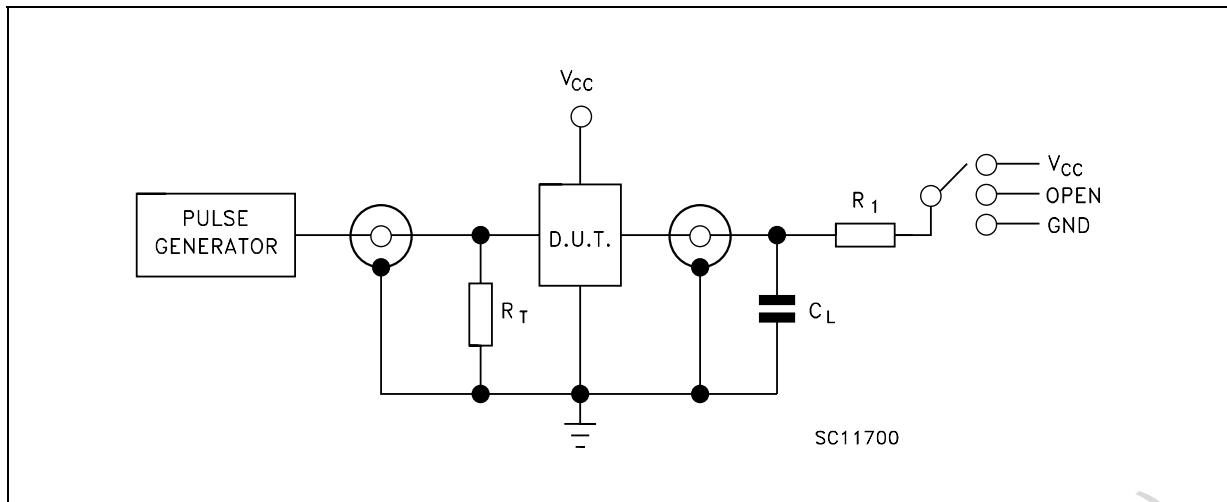 VCC
PULSE
GENERATOR
D.U.T.
RT
CL
R1
VCC
OPEN
GND
SC11700